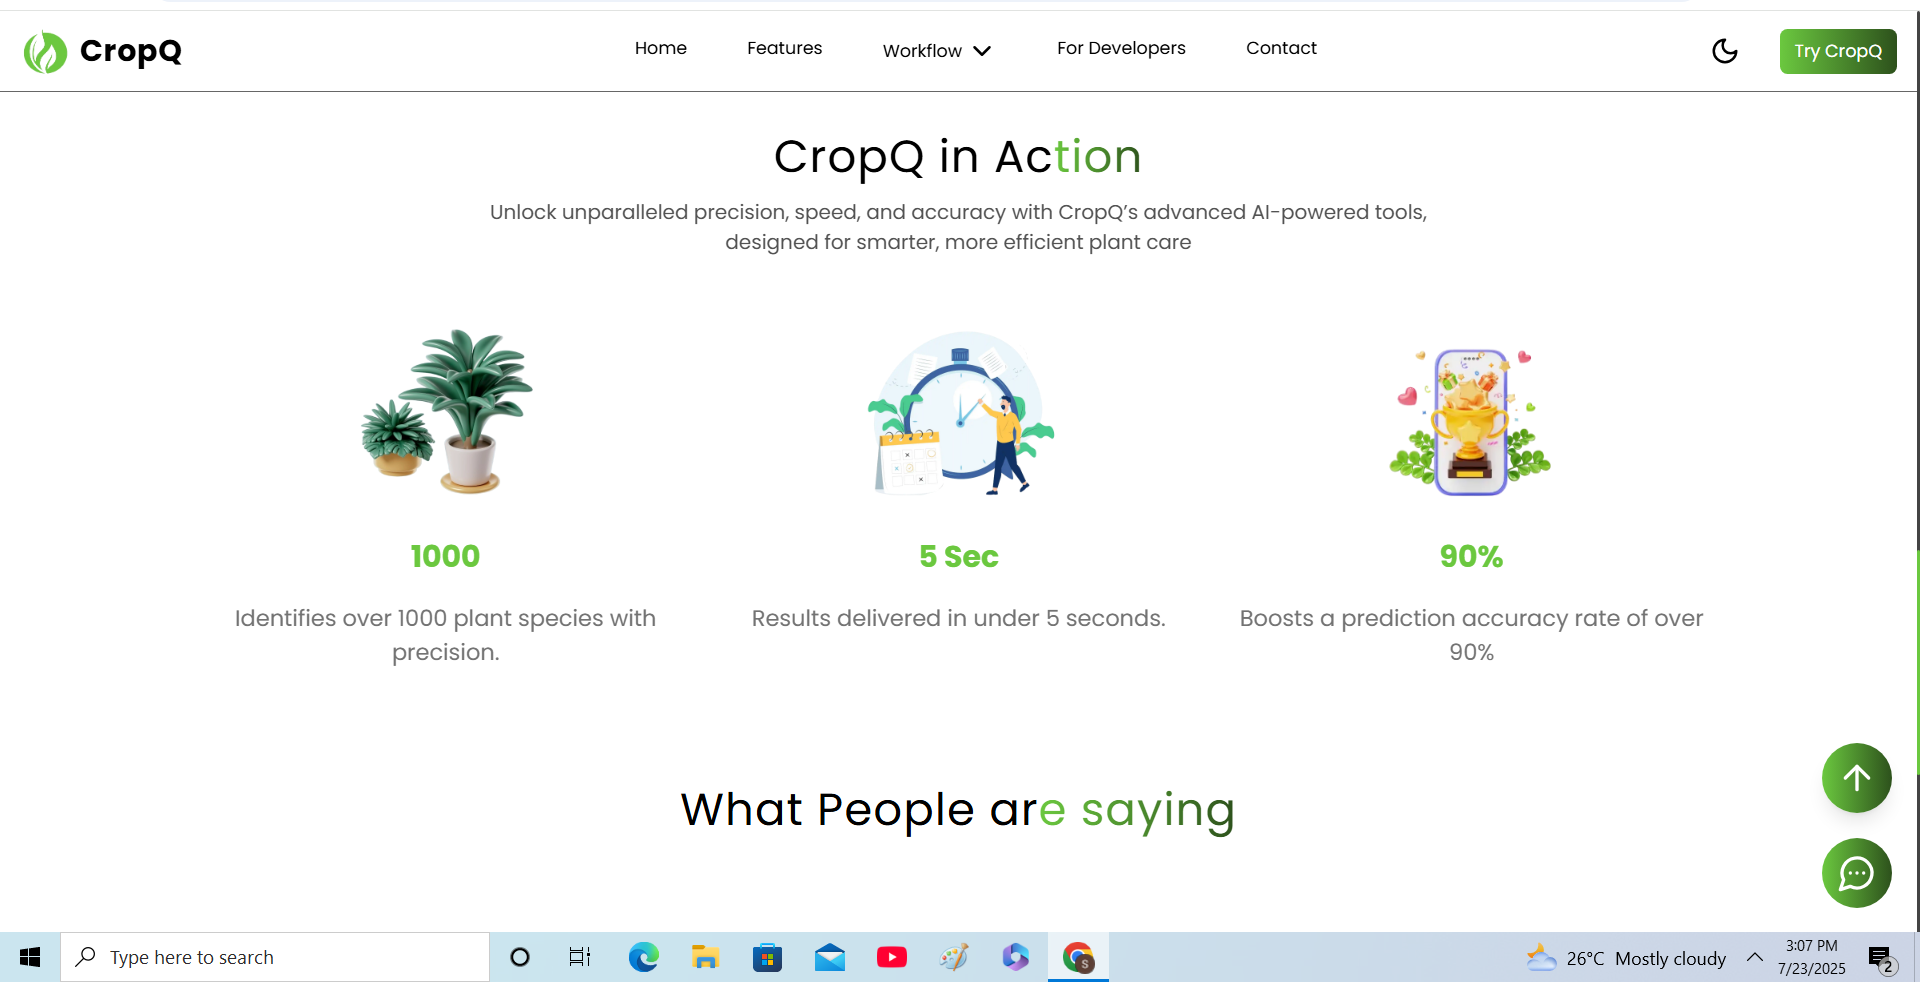 CropQ
Home
Features
Workflow
For Developers
Contact
Try CropQ
CropQ in Action
Unlock unparalleled precision, speed, and accuracy with CropQ’s advanced AI-powered tools,
designed for smarter, more efficient plant care
1000
Identifies over 1000 plant species with
precision.
5 Sec
Results delivered in under 5 seconds.
90%
Boosts a prediction accuracy rate of over
90%
What People are saying
Type here to search
S
26°C Mostly cloudy
3:07 PM
7/23/2025
2